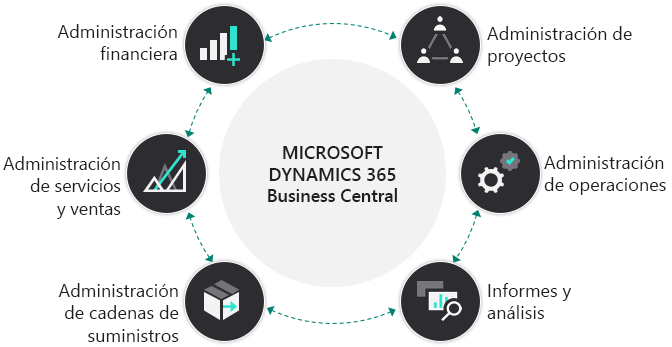 Administración
financiera
Administración de
proyectos
MICROSOFT
DYNAMICS 365
Business Central
Administración
de servicios
y ventas
Administración
de operaciones
Administración
de cadenas de
suministros
Informes y
análisis